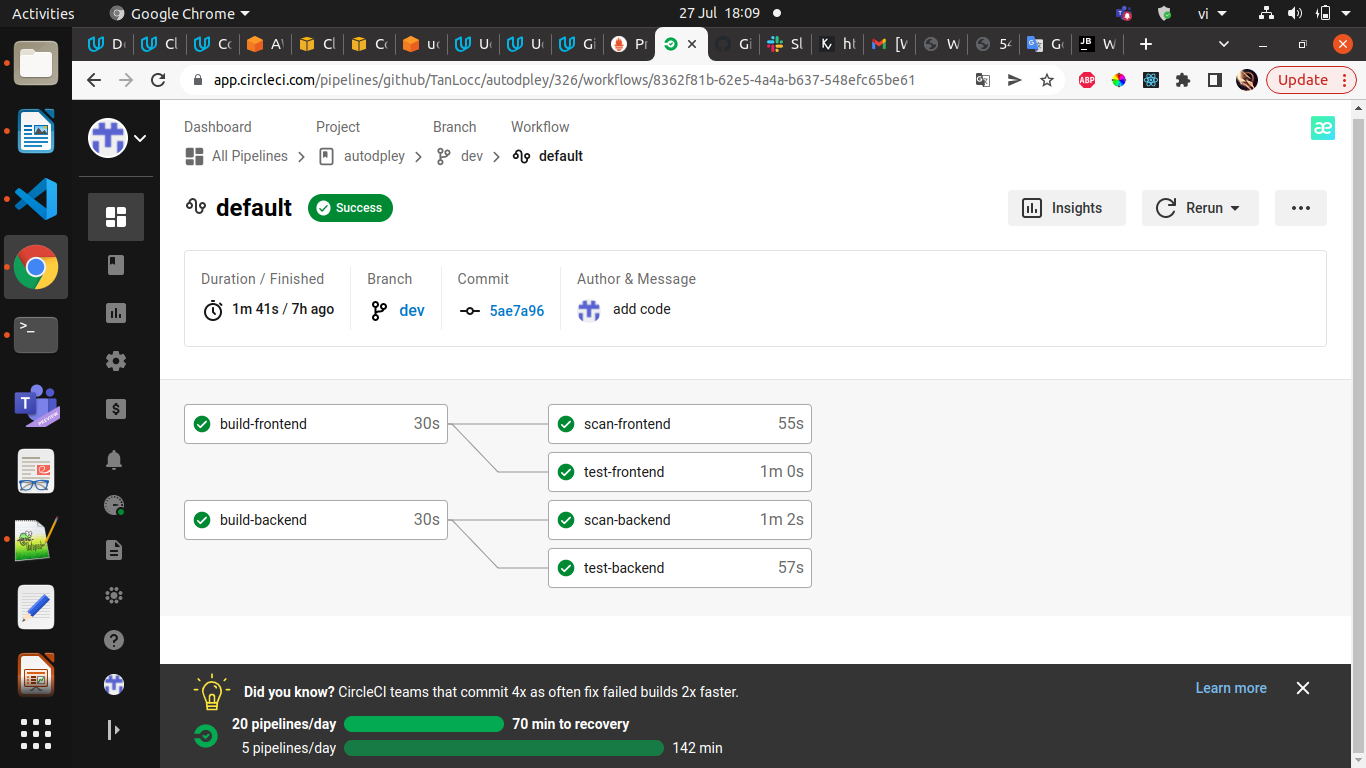 Activities
Google Chrome
27 Jul 18:09
vi
Cl
Co
Cl
Co
uc
Gi
Pr
Gi
Sl
ht
[W
W
54
Go
W
app.circleci.com/pipelines/github/TanLocc/autodpley/326/workflows/8362f81b-62e5-4a4a-b637-548efc65be61
ABP
Update
Dashboard Project Branch Workflow
All Pipelines autodpley dev default
æ
default Success
Insights Rerun
Duration / Finished Branch Commit Author & Message
1m 41s / 7h ago dev 5ae7a96 add code
build-frontend 30s scan-frontend 55s
test-frontend 1m 0s
build-backend 30s scan-backend 1m 2s
test-backend 57s
Did you know? CircleCI teams that commit 4x as often fix failed builds 2x faster. Learn more
20 pipelines/day 70 min to recovery
5 pipelines/day 142 min